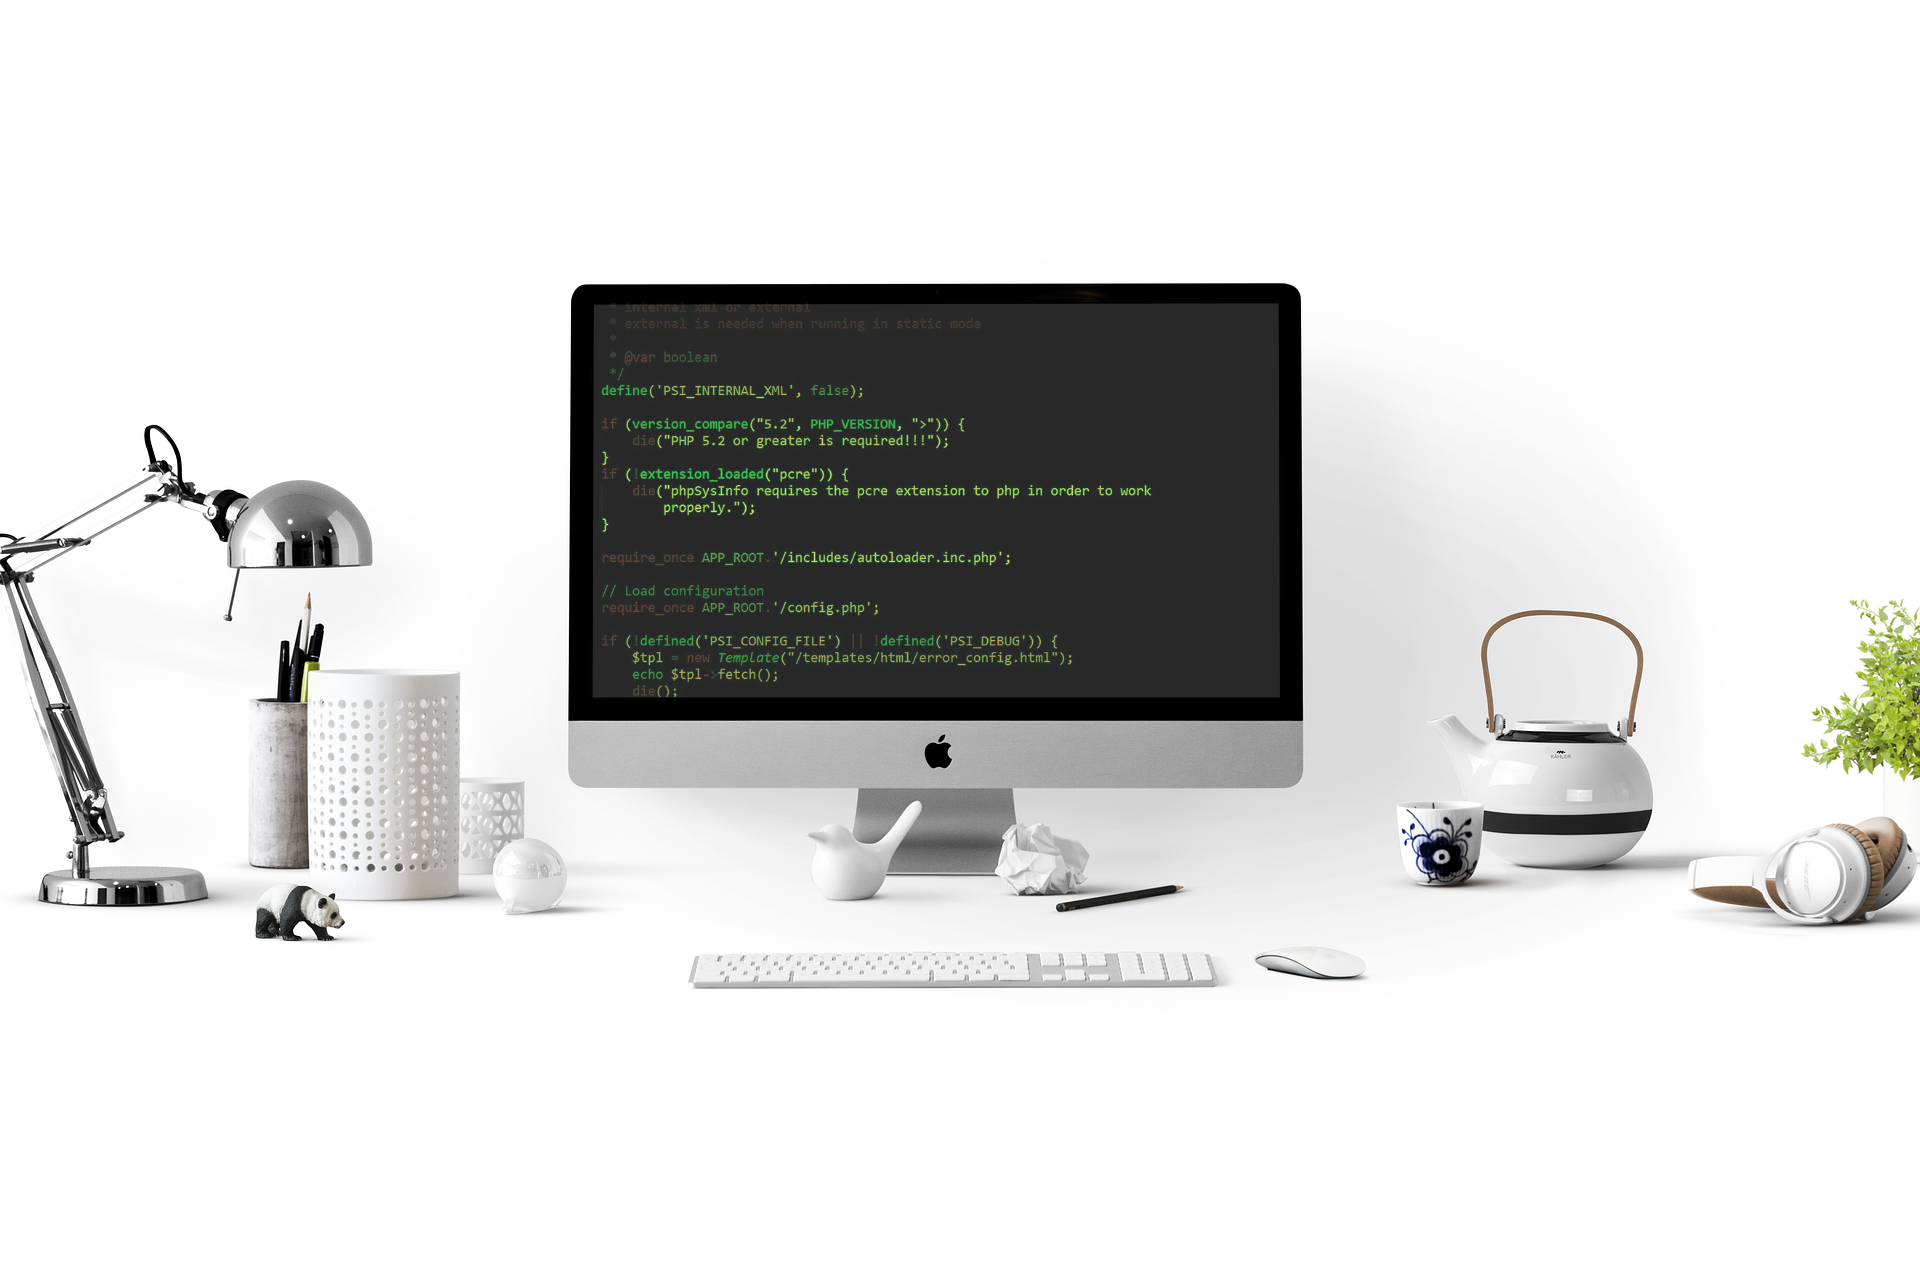 * internal xml or external
* external is needed when running in static mode
*
* @var boolean
*/
define('PSI_INTERNAL_XML', false);
if (version_compare("5.2", PHP_VERSION, ">")) {
die("PHP 5.2 or greater is required!!!");
}
if (!extension_loaded("pcre")) {
die("phpSysInfo requires the pcre extension to php in order to work
properly.");
}
require_once APP_ROOT.'/includes/autoloader.inc.php';
// Load configuration
require_once APP_ROOT.'/config.php';
if (!defined('PSI_CONFIG_FILE') || !defined('PSI_DEBUG')) {
$tpl = new Template("/templates/html/error_config.html");
echo $tpl->fetch();
die();
KÄHLER